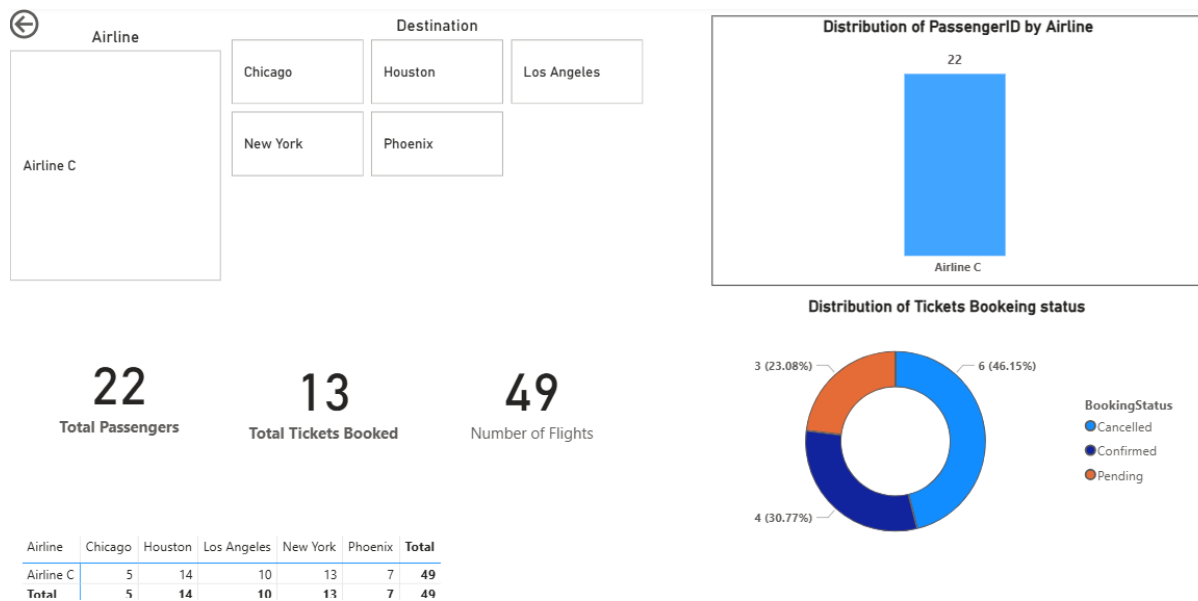 Airline
Airline C
Destination
Chicago
Houston
Los Angeles
New York
Phoenix
Distribution of PassengerID by Airline
22
Airline C
22
Total Passengers
13
Total Tickets Booked
49
Number of Flights
Distribution of Tickets Bookeing status
3 (23.08%)
6 (46.15%)
4 (30.77%)
BookingStatus
Cancelled
Confirmed
Pending
Airline Chicago Houston Los Angeles New York Phoenix Total
Airline C 5 14 10 13 7 49
Total 5 14 10 13 7 49